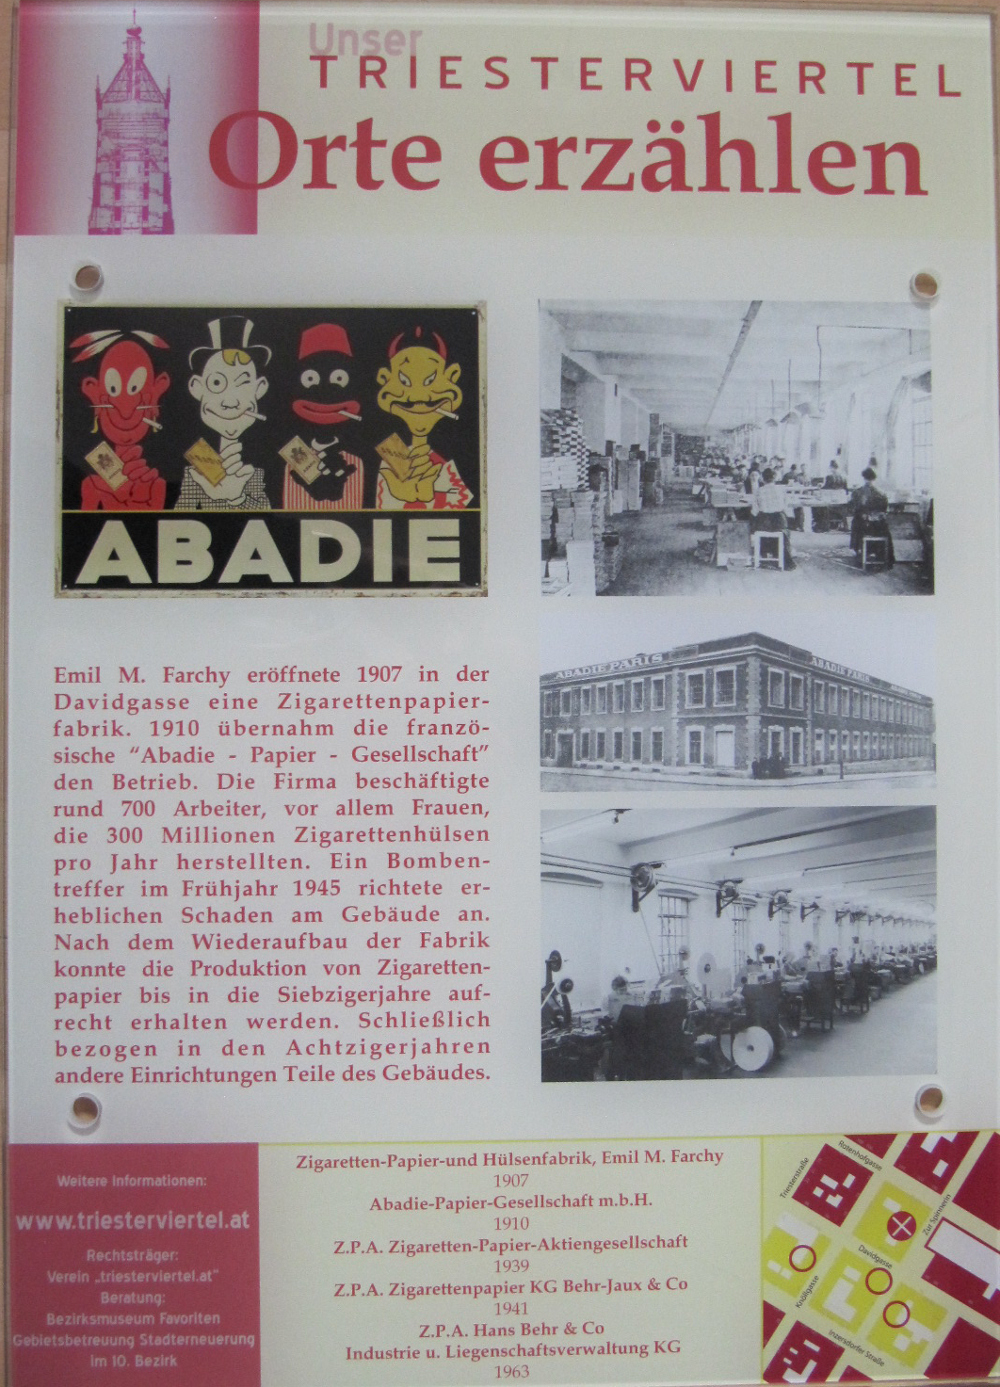 Unser
TRIESTERVIERTEL
Orte erzählen
ABADIE
ABADIE PARIS
ABADIE PARIS
Emil M. Farchy eröffnete 1907 in der
Davidgasse eine Zigarettenpapier-
fabrik. 1910 übernahm die franzö-
sische "Abadie - Papier - Gesellschaft"
den Betrieb. Die Firma beschäftigte
rund 700 Arbeiter, vor allem Frauen,
die 300 Millionen Zigarettenhülsen
pro Jahr herstellten. Ein Bomben-
treffer im Frühjahr 1945 richtete er-
heblichen Schaden am Gebäude an.
Nach dem Wiederaufbau der Fabrik
konnte die Produktion von Zigaretten-
papier bis in die Siebzigerjahre auf-
recht erhalten werden. Schließlich
bezogen in den Achtzigerjahren
andere Einrichtungen Teile des Gebäudes.
Weitere Informationen:
www.triesterviertel.at
Rechtsträger:
Verein „triesterviertel.at"
Beratung:
Bezirksmuseum Favoriten
Gebietsbetreuung Stadterneuerung
im 10. Bezirk
Zigaretten-Papier-und Hülsenfabrik, Emil M. Farchy
1907
Abadie-Papier-Gesellschaft m.b.H.
1910
Z.P.A. Zigaretten-Papier-Aktiengesellschaft
1939
Z.P.A. Zigarettenpapier KG Behr-Jaux & Co
1941
Z.P.A. Hans Behr & Co
Industrie u. Liegenschaftsverwaltung KG
1963
Triesterstraße
Rotenhofgasse
Zur Spinnerin
Davidgasse
Knöllgasse
Inzersdorfer Straße